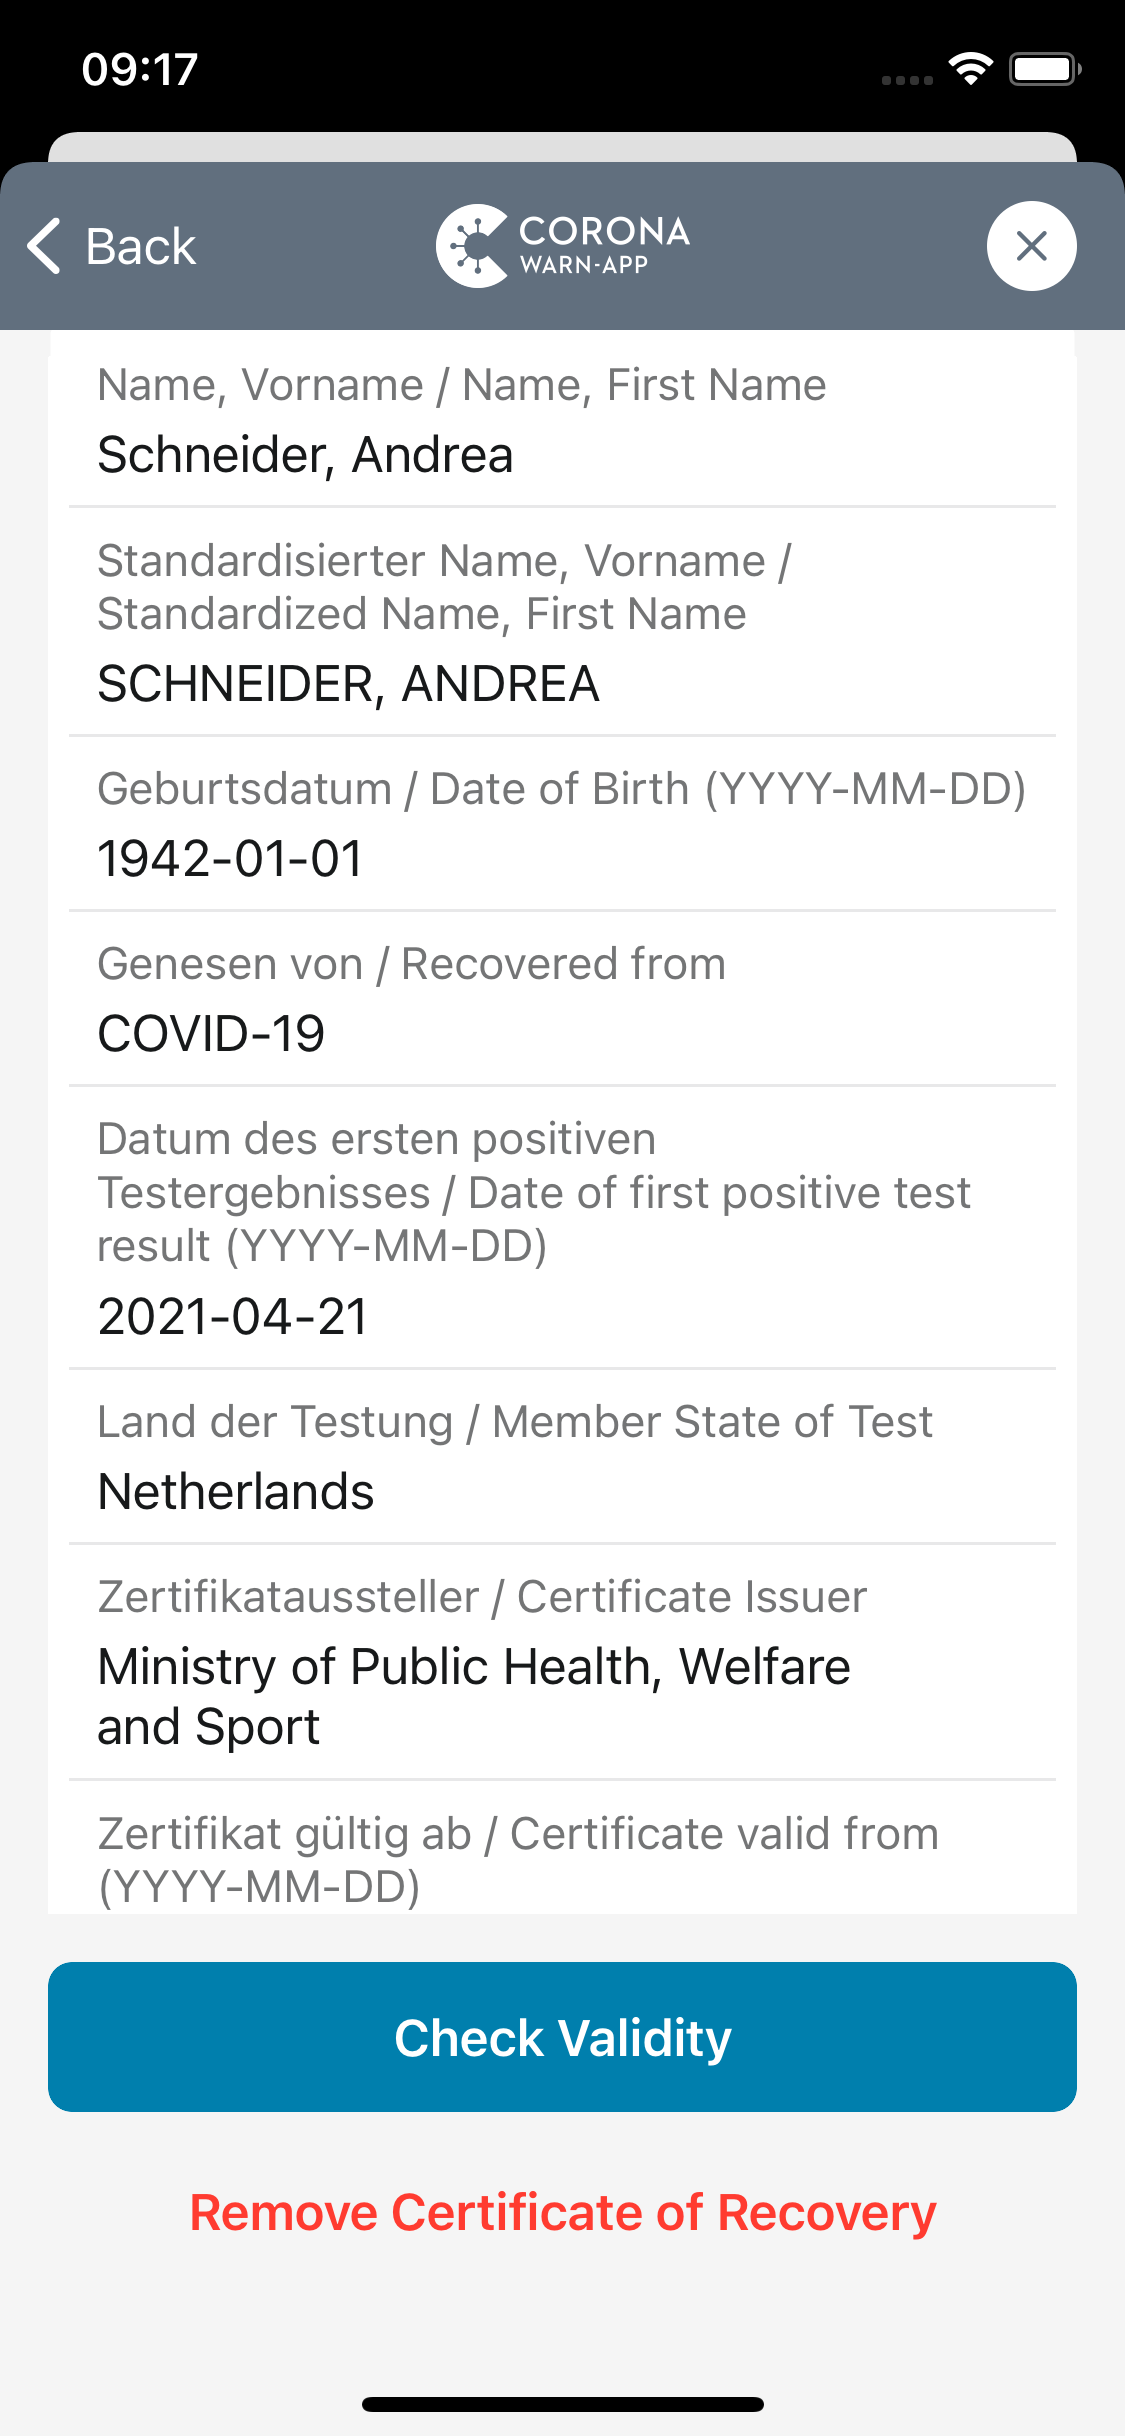 09:17
Back
CORONA
WARN-APP
Name, Vorname / Name, First Name
Schneider, Andrea
Standardisierter Name, Vorname /
Standardized Name, First Name
SCHNEIDER, ANDREA
Geburtsdatum / Date of Birth (YYYY-MM-DD)
1942-01-01
Genesen von / Recovered from
COVID-19
Datum des ersten positiven
Testergebnisses / Date of first positive test
result (YYYY-MM-DD)
2021-04-21
Land der Testung / Member State of Test
Netherlands
Zertifikataussteller / Certificate Issuer
Ministry of Public Health, Welfare
and Sport
Zertifikat gültig ab / Certificate valid from
(YYYY-MM-DD)
Check Validity
Remove Certificate of Recovery